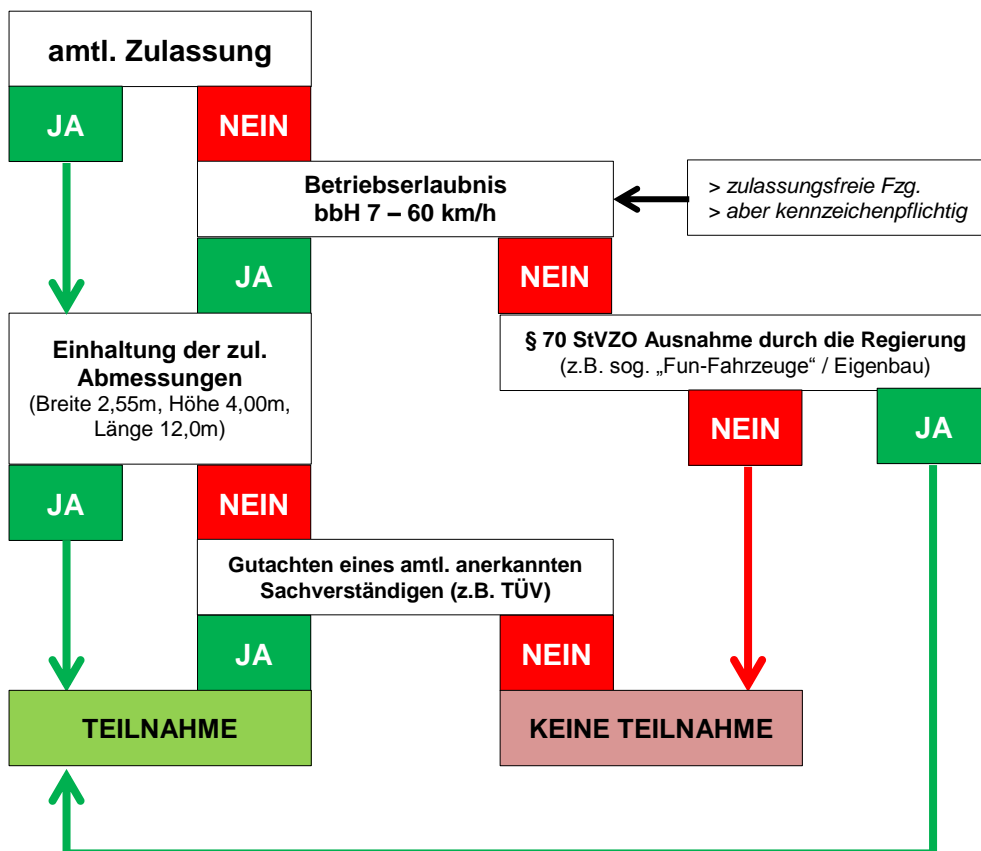 amtl. Zulassung
JA
NEIN
Betriebserlaubnis
bbH 7 – 60 km/h
> zulassungsfreie Fzg.
> aber kennzeichenpflichtig
JA
NEIN
Einhaltung der zul.
Abmessungen
(Breite 2,55m, Höhe 4,00m,
Länge 12,0m)
§ 70 StVZO Ausnahme durch die Regierung
(z.B. sog. „Fun-Fahrzeuge“ / Eigenbau)
NEIN
JA
JA
NEIN
Gutachten eines amtl. anerkannten
Sachverständigen (z.B. TÜV)
JA
NEIN
TEILNAHME
KEINE TEILNAHME